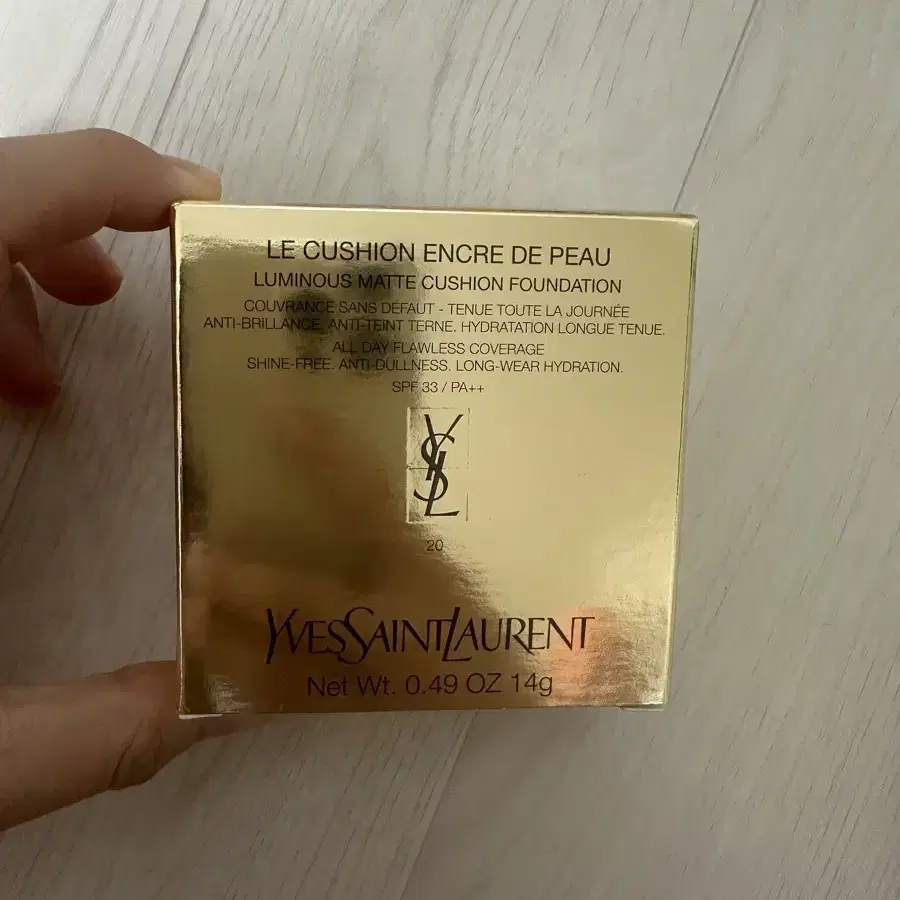 LE CUSHION ENCRE DE PEAU
LUMINOUS MATTE CUSHION FOUNDATION
COUVRANCE SANS DÉFAUT - TENUE TOUTE LA JOURNÉE
ANTI-BRILLANCE. ANTI-TEINT TERNE. HYDRATATION LONGUE TENUE.
ALL DAY FLAWLESS COVERAGE
SHINE-FREE. ANTI-DULLNESS. LONG-WEAR HYDRATION.
SPF 33 / PA++
YSL
20
YVESSAINTLAURENT
Net Wt. 0.49 OZ 14g